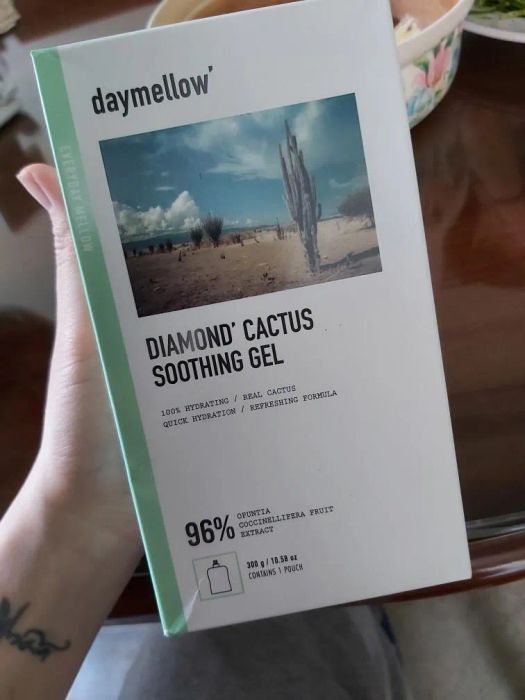 daymellow'
EVERYDAY MELLOW
DIAMOND' CACTUS
SOOTHING GEL
100% HYDRATING / REAL CACTUS
QUICK HYDRATION / REFRESHING FORMULA
96%
OPUNTIA
COCCINELLIFERA FRUIT
EXTRACT
300 g / 10.58 oz
CONTAINS 1 POUCH